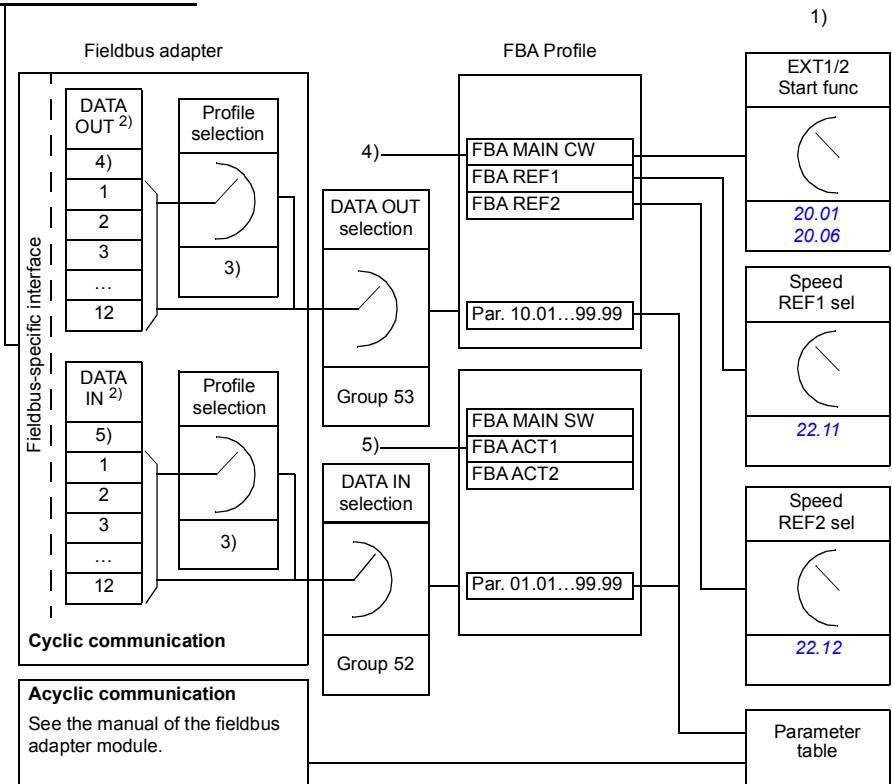 1)
Fieldbus adapter
FBA Profile
Fieldbus-specific interface
DATA
OUT 2)
4)
1
2
3
…
12
Profile
selection
3)
DATA OUT
selection
Group 53
4)
FBA MAIN CW
FBA REF1
FBA REF2
Par. 10.01…99.99
EXT1/2
Start func
20.01
20.06
Speed
REF1 sel
22.11
DATA
IN 2)
5)
1
2
3
…
12
Profile
selection
3)
5)
DATA IN
selection
Group 52
FBA MAIN SW
FBA ACT1
FBA ACT2
Par. 01.01…99.99
Speed
REF2 sel
22.12
Cyclic communication
Acyclic communication
See the manual of the fieldbus
adapter module.
Parameter
table